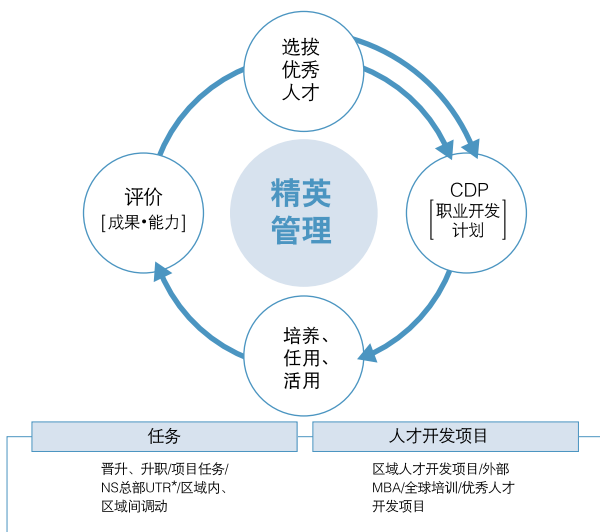 选拔
优秀
人才
评价
[成果•能力]
精英
管理
CDP
[职业开发
计划]
培养、
任用、
活用
任务
人才开发项目
晋升、升职/项目任务/
NS总部UTR*/区域内、
区域间调动
区域人才开发项目/外部
MBA/全球培训/优秀人才
开发项目